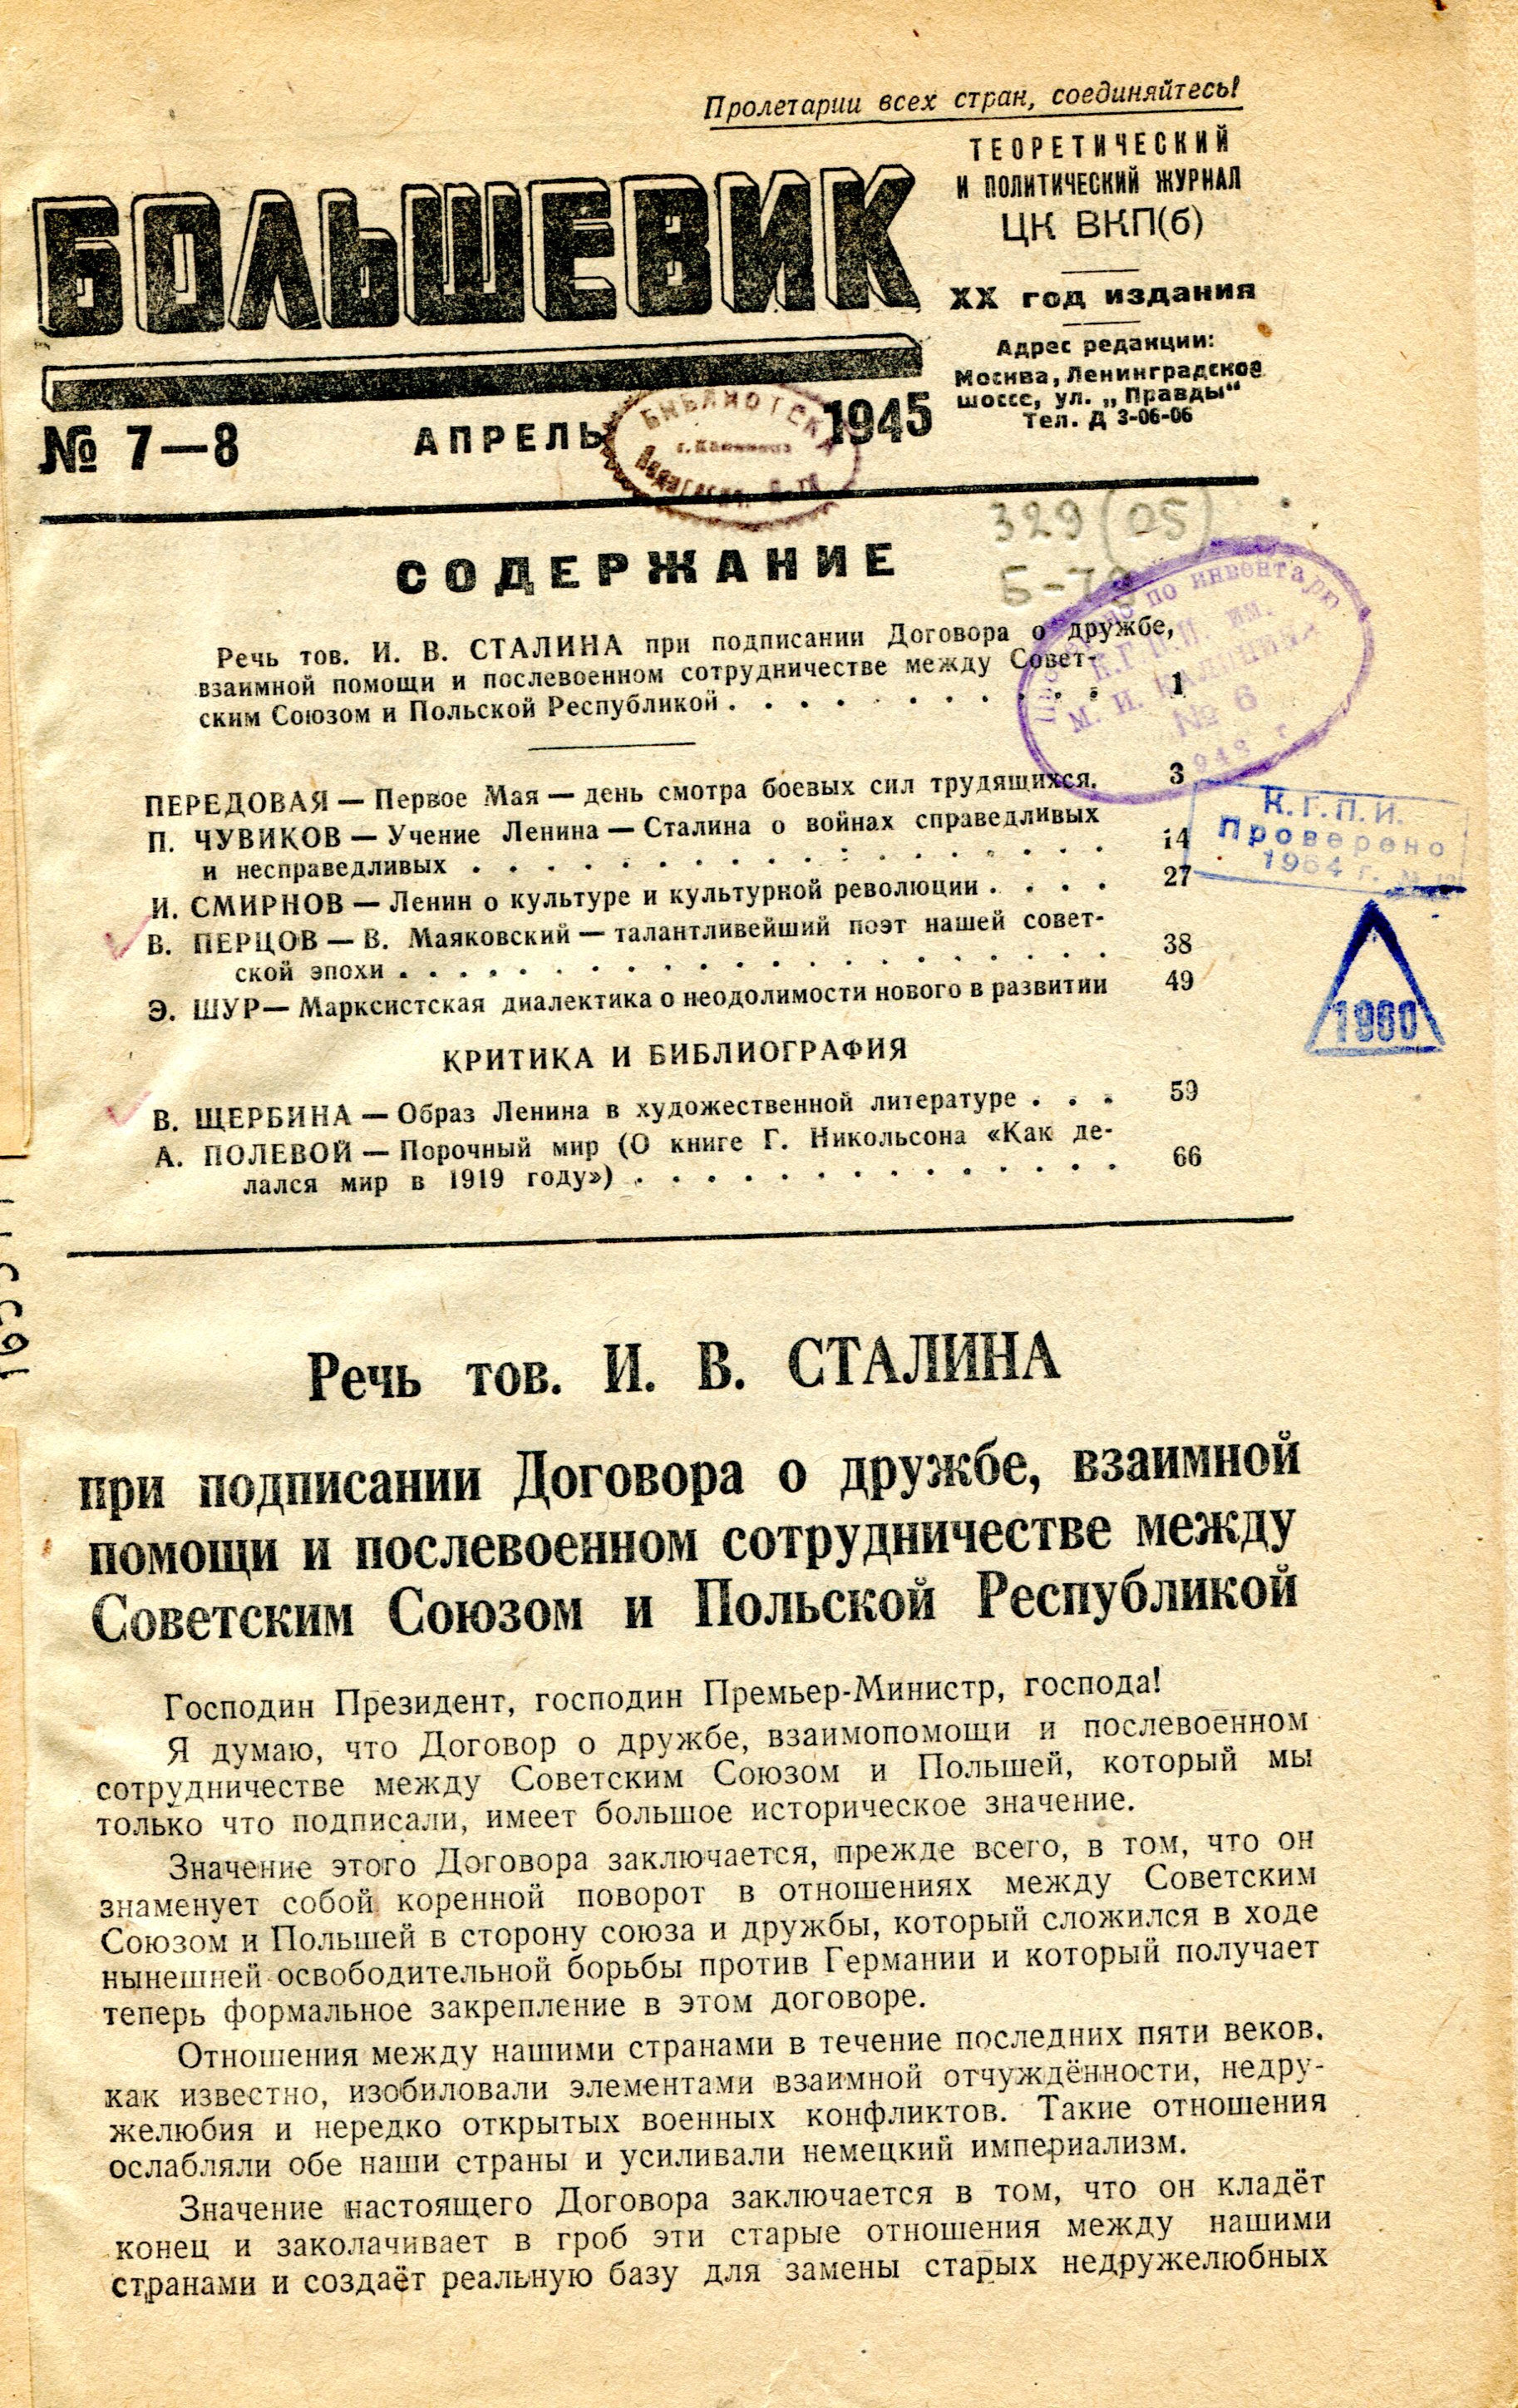 Пролетарии всех стран, соединяйтесь!
БОЛЬШЕВИК
ТЕОРЕТИЧЕСКИЙ
И ПОЛИТИЧЕСКИЙ ЖУРНАЛ
ЦК ВКП(б)
XX год издания
Адрес редакции:
Москва, Ленинградское
шоссе, ул. „Правды“
Тел. Д 3-06-06
№ 7—8 АПРЕЛЬ 1945
БИБЛИОТЕКА
329(05)
СОДЕРЖАНИЕ
по инвентарю
М. И. КАЛИНИНА
№ 6
Речь тов. И. В. СТАЛИНА при подписании Договора о дружбе,
взаимной помощи и послевоенном сотрудничестве между Совет-
ским Союзом и Польской Республикой . . . . . . . . . . . 1
ПЕРЕДОВАЯ — Первое Мая — день смотра боевых сил трудящихся. 3
П. ЧУВИКОВ — Учение Ленина — Сталина о войнах справедливых
и несправедливых . . . . . . . . . . . . . . . . . . 14
И. СМИРНОВ — Ленин о культуре и культурной революции . . . . 27
В. ПЕРЦОВ — В. Маяковский — талантливейший поэт нашей совет-
ской эпохи . . . . . . . . . . . . . . . . . . . . 38
Э. ШУР — Марксистская диалектика о неодолимости нового в развитии 49
К.Г.П.И.
Проверено
1964 г.
1960
КРИТИКА И БИБЛИОГРАФИЯ
В. ЩЕРБИНА — Образ Ленина в художественной литературе . . . 59
А. ПОЛЕВОЙ — Порочный мир (О книге Г. Никольсона «Как де-
лался мир в 1919 году») . . . . . . . . . . . . . . 66
Речь тов. И. В. СТАЛИНА
при подписании Договора о дружбе, взаимной
помощи и послевоенном сотрудничестве между
Советским Союзом и Польской Республикой
Господин Президент, господин Премьер-Министр, господа!
Я думаю, что Договор о дружбе, взаимопомощи и послевоенном
сотрудничестве между Советским Союзом и Польшей, который мы
только что подписали, имеет большое историческое значение.
Значение этого Договора заключается, прежде всего, в том, что он
знаменует собой коренной поворот в отношениях между Советским
Союзом и Польшей в сторону союза и дружбы, который сложился в ходе
нынешней освободительной борьбы против Германии и который получает
теперь формальное закрепление в этом договоре.
Отношения между нашими странами в течение последних пяти веков,
как известно, изобиловали элементами взаимной отчуждённости, недру-
желюбия и нередко открытых военных конфликтов. Такие отношения
ослабляли обе наши страны и усиливали немецкий империализм.
Значение настоящего Договора заключается в том, что он кладёт
конец и заколачивает в гроб эти старые отношения между нашими
странами и создаёт реальную базу для замены старых недружелюбных